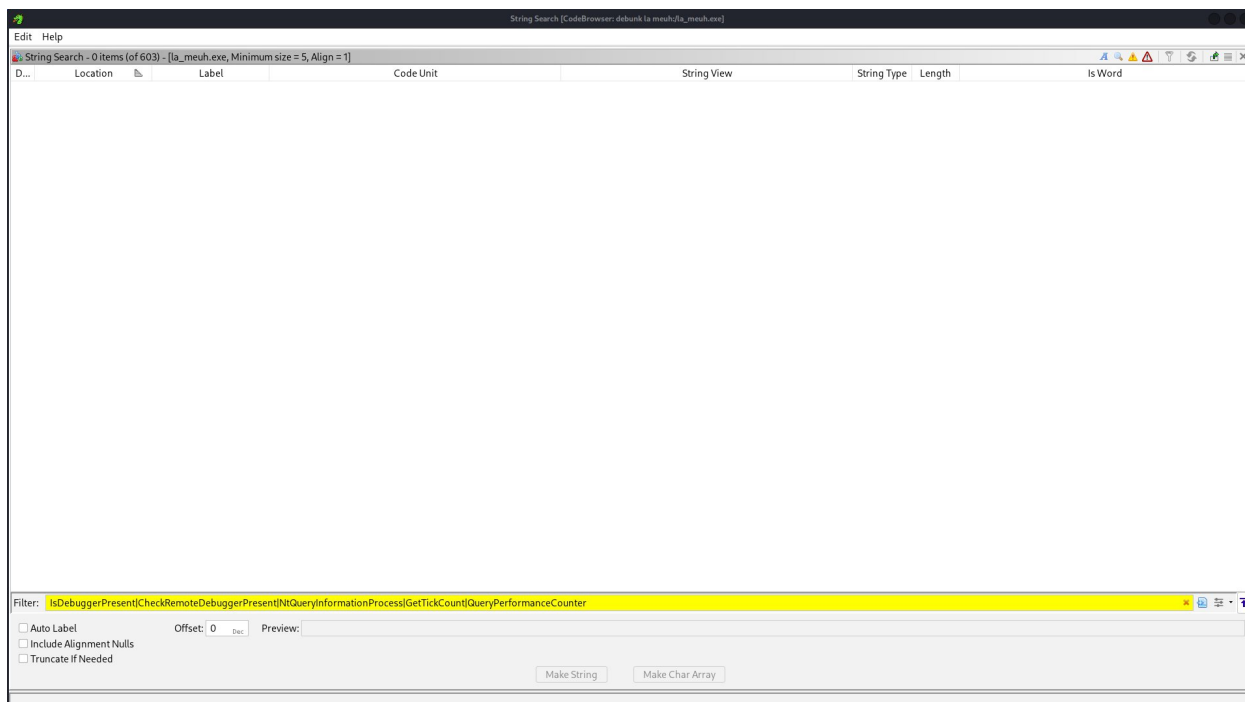 String Search [CodeBrowser: debunk la meuh:/la_meuh.exe]
Edit Help
String Search - 0 items (of 603) - [la_meuh.exe, Minimum size = 5, Align = 1]
D... Location Label Code Unit String View String Type Length Is Word
Filter: IsDebuggerPresent|CheckRemoteDebuggerPresent|NtQueryInformationProcess|GetTickCount|QueryPerformanceCounter
Auto Label Offset: 0 Dec Preview:
Include Alignment Nulls
Truncate If Needed
Make String Make Char Array